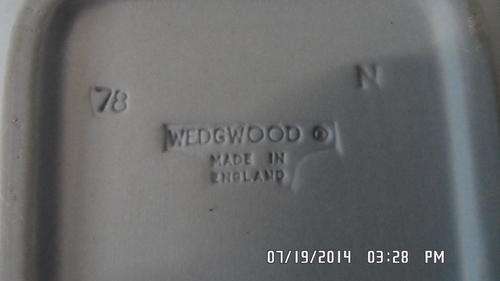 N
78
WEDGWOOD ®
MADE IN
ENGLAND
07/19/2014 03:28 PM